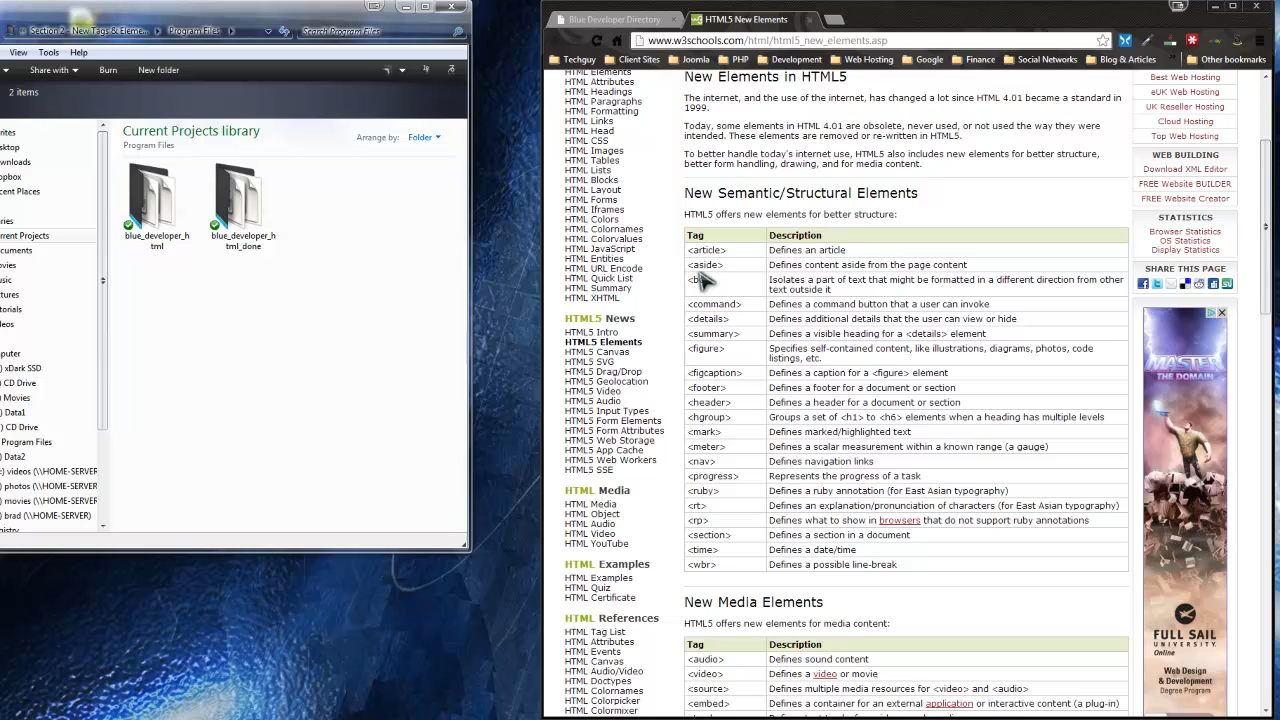 Section 2 - New Tags & Eleme...
Program Files
Search Program Files
View
Tools
Help
Share with
Burn
New folder
2 items
Current Projects library
Program Files
Arrange by:
Folder
blue_developer_h
tml
blue_developer_h
tml_done
Movies
Data1
CD Drive
Program Files
Data2
videos (\\HOME-SERVER
photos (\\HOME-SERVER
movies (\\HOME-SERVER
brad (\\HOME-SERVER)
Blue Developer Directory
HTML5 New Elements
www.w3schools.com/html/html5_new_elements.asp
Techguy
Client Sites
Joomla
PHP
Development
Web Hosting
Google
Finance
Social Networks
Blog & Articles
Other bookmarks
HTML Elements
HTML Attributes
HTML Headings
HTML Paragraphs
HTML Formatting
HTML Links
HTML Head
HTML CSS
HTML Images
HTML Tables
HTML Lists
HTML Blocks
HTML Layout
HTML Forms
HTML Iframes
HTML Colors
HTML Colornames
HTML Colorvalues
HTML JavaScript
HTML Entities
HTML URL Encode
HTML Quick List
HTML Summary
HTML XHTML
HTML5 News
HTML5 Intro
HTML5 Elements
HTML5 Canvas
HTML5 SVG
HTML5 Drag/Drop
HTML5 Geolocation
HTML5 Video
HTML5 Audio
HTML5 Input Types
HTML5 Form Elements
HTML5 Form Attributes
HTML5 Web Storage
HTML5 App Cache
HTML5 Web Workers
HTML5 SSE
HTML Media
HTML Media
HTML Object
HTML Audio
HTML Video
HTML YouTube
HTML Examples
HTML Examples
HTML Quiz
HTML Certificate
HTML References
HTML Tag List
HTML Attributes
HTML Events
HTML Canvas
HTML Audio/Video
HTML Doctypes
HTML Colornames
HTML Colorpicker
HTML Colormixer
New Elements in HTML5
The internet, and the use of the internet, has changed a lot since HTML 4.01 became a standard in
1999.
Today, some elements in HTML 4.01 are obsolete, never used, or not used the way they were
intended. These elements are removed or re-written in HTML5.
To better handle today's internet use, HTML5 also includes new elements for better structure,
better form handling, drawing, and for media content.
New Semantic/Structural Elements
HTML5 offers new elements for better structure:
Tag Description
<article> Defines an article
<aside> Defines content aside from the page content
Isolates a part of text that might be formatted in a different direction from other
text outside it
<command> Defines a command button that a user can invoke
<details> Defines additional details that the user can view or hide
<summary> Defines a visible heading for a <details> element
<figure> Specifies self-contained content, like illustrations, diagrams, photos, code
listings, etc.
<figcaption> Defines a caption for a <figure> element
<footer> Defines a footer for a document or section
<header> Defines a header for a document or section
<hgroup> Groups a set of <h1> to <h6> elements when a heading has multiple levels
<mark> Defines marked/highlighted text
<meter> Defines a scalar measurement within a known range (a gauge)
<nav> Defines navigation links
<progress> Represents the progress of a task
<ruby> Defines a ruby annotation (for East Asian typography)
<rt> Defines an explanation/pronunciation of characters (for East Asian typography)
<rp> Defines what to show in browsers that do not support ruby annotations
<section> Defines a section in a document
<time> Defines a date/time
<wbr> Defines a possible line-break
New Media Elements
HTML5 offers new elements for media content:
Tag Description
<audio> Defines sound content
<video> Defines a video or movie
<source> Defines multiple media resources for <video> and <audio>
<embed> Defines a container for an external application or interactive content (a plug-in)
Best Web Hosting
eUK Web Hosting
UK Reseller Hosting
Cloud Hosting
Top Web Hosting
WEB BUILDING
Download XML Editor
FREE Website BUILDER
FREE Website Creator
STATISTICS
Browser Statistics
OS Statistics
Display Statistics
SHARE THIS PAGE
MASTER
THE DOMAIN
FULL SAIL
UNIVERSITY.
Online
Web Design
& Development
Degree Program